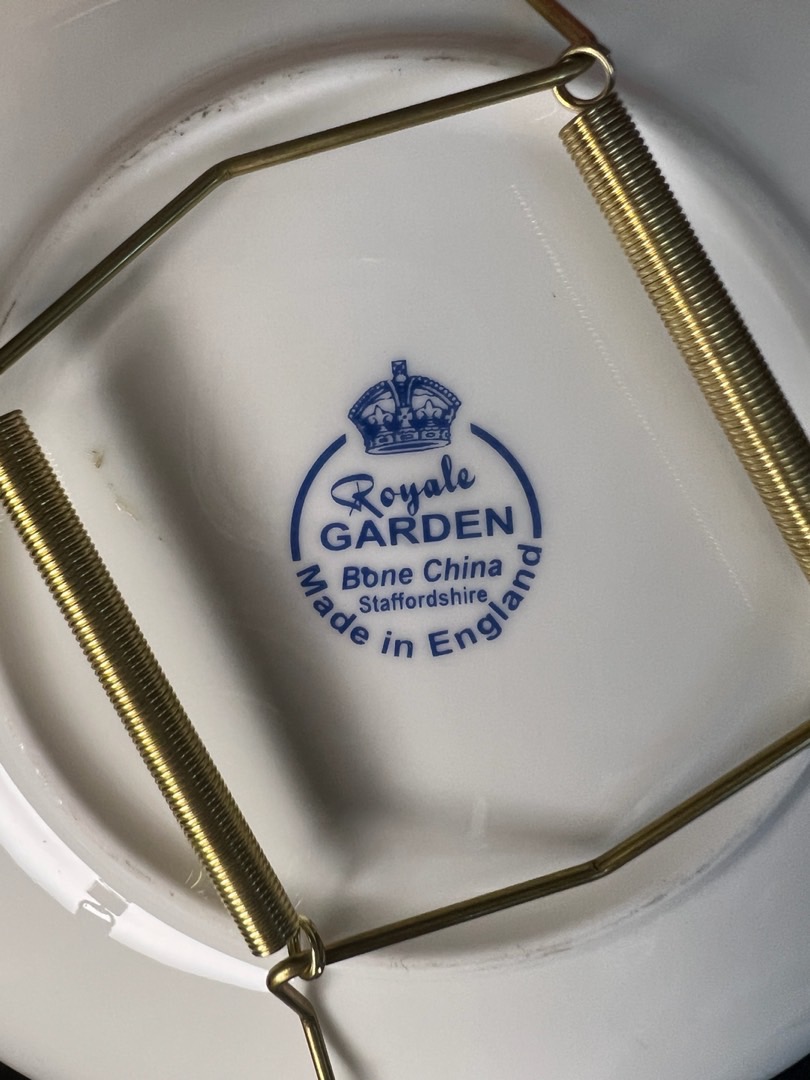 Royale
GARDEN
Bone China
Staffordshire
Made in England